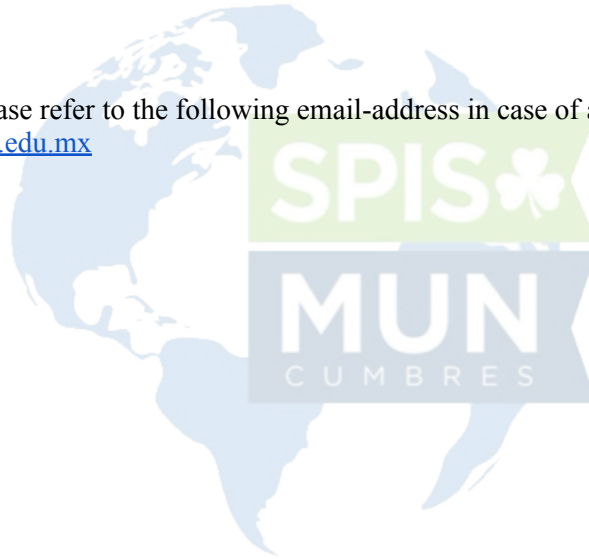 ase refer to the following email-address in case of a
.edu.mx
SPIS
MUN
CUMBRES